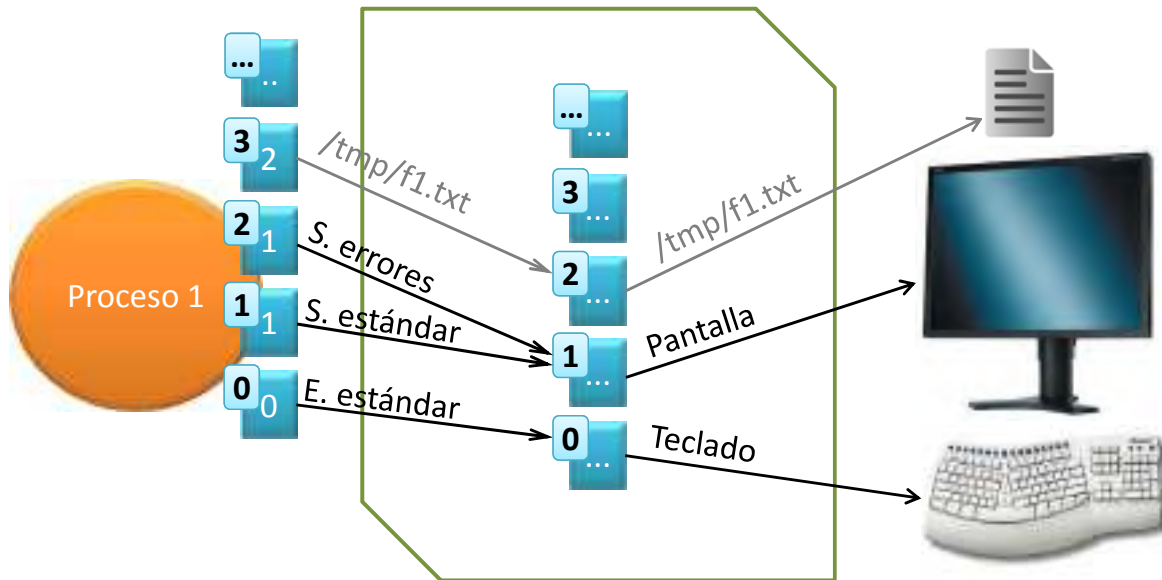 ...
..
3
2
/tmp/f1.txt
2
1
S. errores
Proceso 1
1
1
S. estándar
0
0
E. estándar
...
...
3
...
2
...
/tmp/f1.txt
1
...
Pantalla
0
...
Teclado